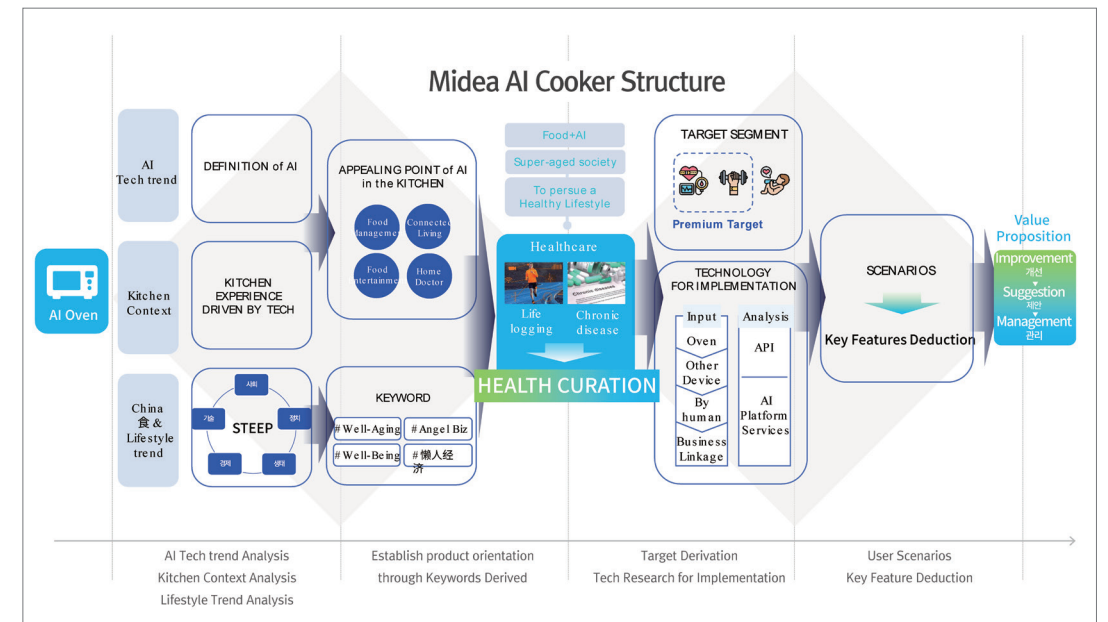 Midea AI Cooker Structure
AI Oven
AI
Tech trend
Kitchen
Context
China
食 &
Lifestyle
trend
DEFINITION of AI
KITCHEN
EXPERIENCE
DRIVEN BY TECH
STEEP
사회
기술
정치
경제
생태
APPEALING POINT of AI
in the KITCHEN
Food
Management
Connected
Living
Food
Entertainment
Home
Doctor
KEYWORD
# Well-Aging
# Angel Biz
# Well-Being
# 懒人经
济
Food+AI
Super-aged society
To persue a
Healthy Lifestyle
Healthcare
Chronic diseases
Life
logging
Chronic
disease
HEALTH CURATION
TARGET SEGMENT
Premium Target
TECHNOLOGY
FOR IMPLEMENTATION
Input
Oven
Other
Device
By
human
Business
Linkage
Analysis
API
AI
Platform
Services
SCENARIOS
Key Features Deduction
Value
Proposition
Improvement
개선
Suggestion
제안
Management
관리
AI Tech trend Analysis
Kitchen Context Analysis
Lifestyle Trend Analysis
Establish product orientation
through Keywords Derived
Target Derivation
Tech Research for Implementation
User Scenarios
Key Feature Deduction